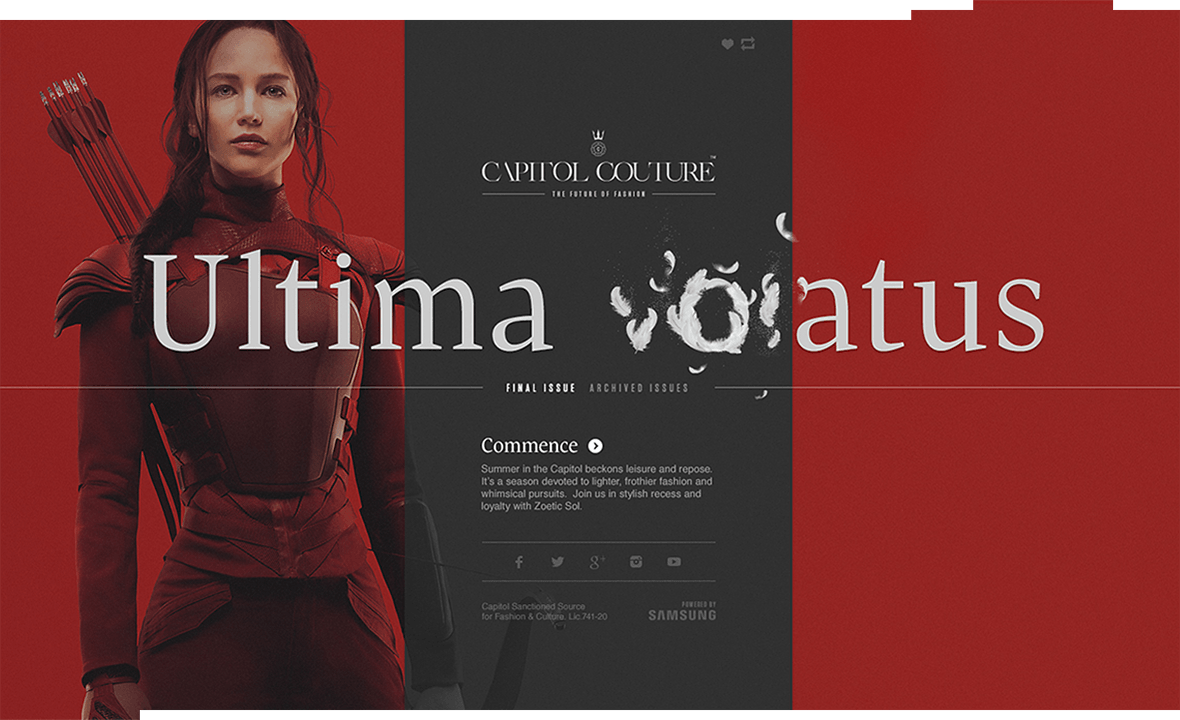 CAPITOL COUTURE™
THE FUTURE OF FASHION
Ultima Volatus
FINAL ISSUE ARCHIVED ISSUES
Commence
Summer in the Capitol beckons leisure and repose.
It's a season devoted to lighter, frothier fashion and
whimsical pursuits. Join us in stylish recess and
loyalty with Zoetic Sol.
Capitol Sanctioned Source
for Fashion & Culture. Lic.741-20
POWERED BY
SAMSUNG